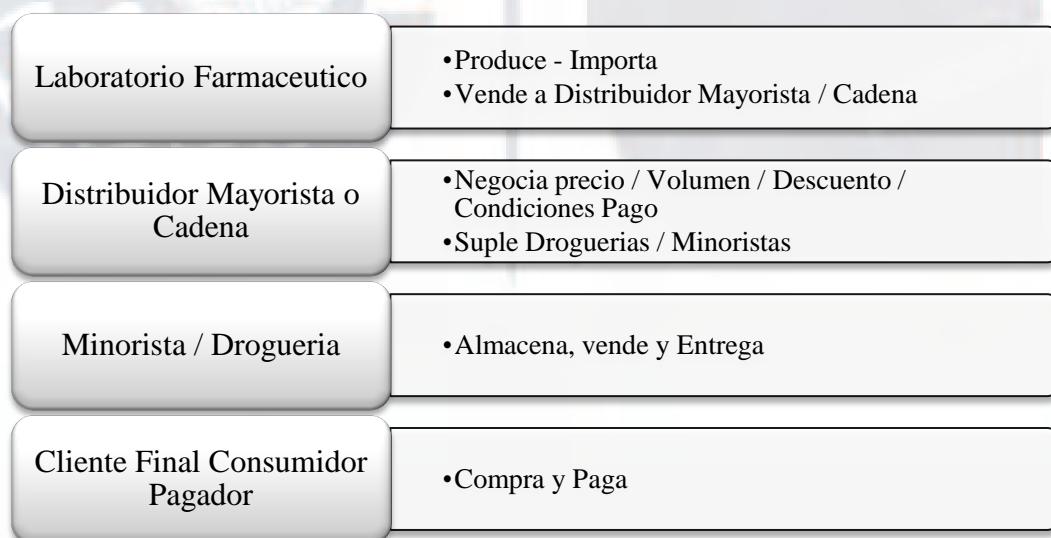 Laboratorio Farmaceutico
•Produce - Importa
•Vende a Distribuidor Mayorista / Cadena
Distribuidor Mayorista o
Cadena
•Negocia precio / Volumen / Descuento /
Condiciones Pago
•Suple Droguerias / Minoristas
Minorista / Drogueria
•Almacena, vende y Entrega
Cliente Final Consumidor
Pagador
•Compra y Paga